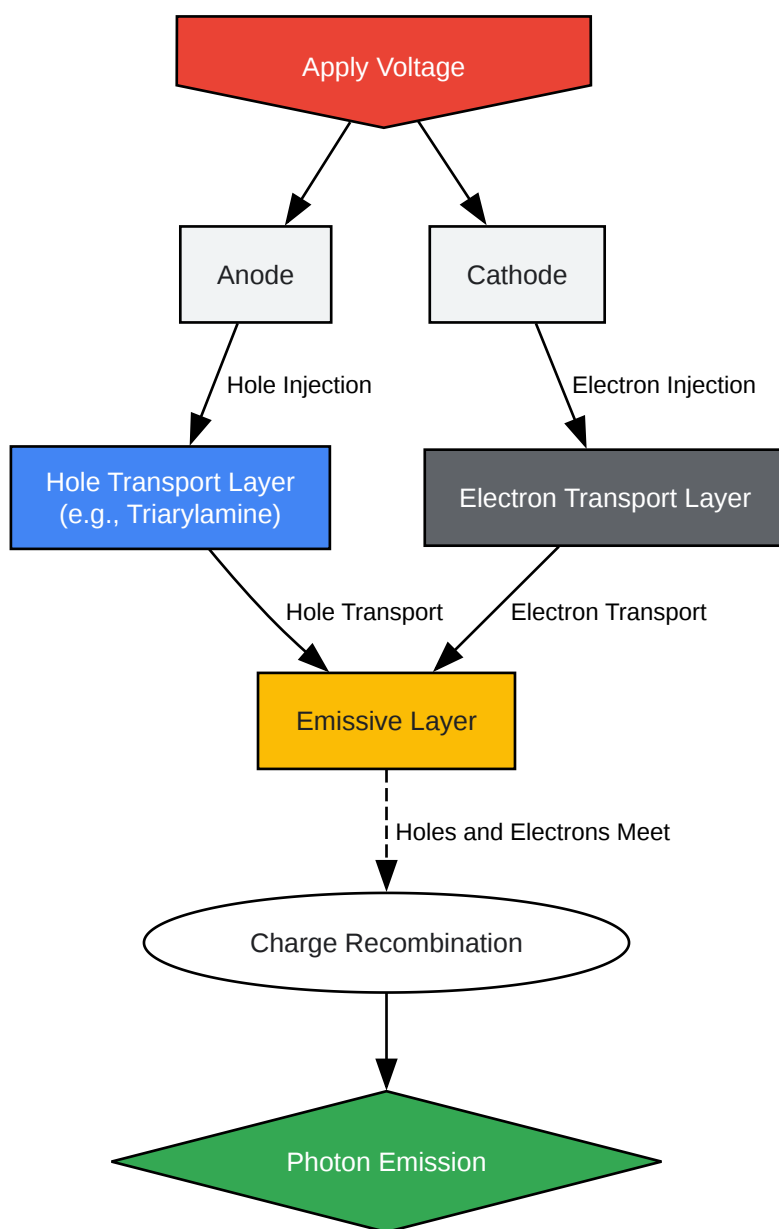 Apply Voltage
Anode
Cathode
Hole Injection
Electron Injection
Hole Transport Layer
(e.g., Triarylamine)
Electron Transport Layer
Hole Transport
Electron Transport
Emissive Layer
Holes and Electrons Meet
Charge Recombination
Photon Emission